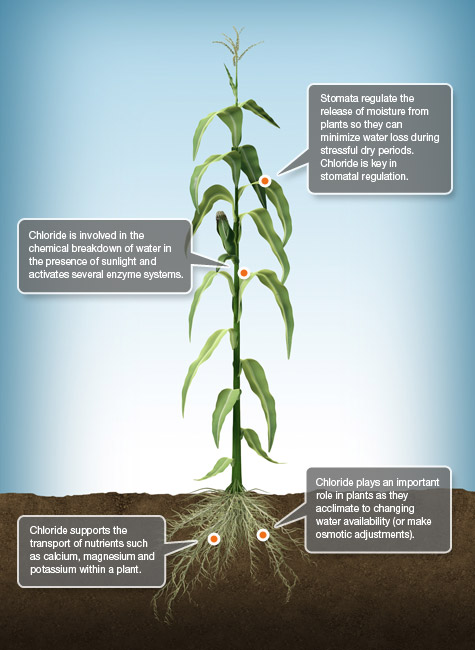 Stomata regulate the
release of moisture from
plants so they can
minimize water loss during
stressful dry periods.
Chloride is key in
stomatal regulation.
Chloride is involved in the
chemical breakdown of water in
the presence of sunlight and
activates several enzyme systems.
Chloride plays an important
role in plants as they
acclimate to changing
water availability (or make
osmotic adjustments).
Chloride supports the
transport of nutrients such
as calcium, magnesium and
potassium within a plant.